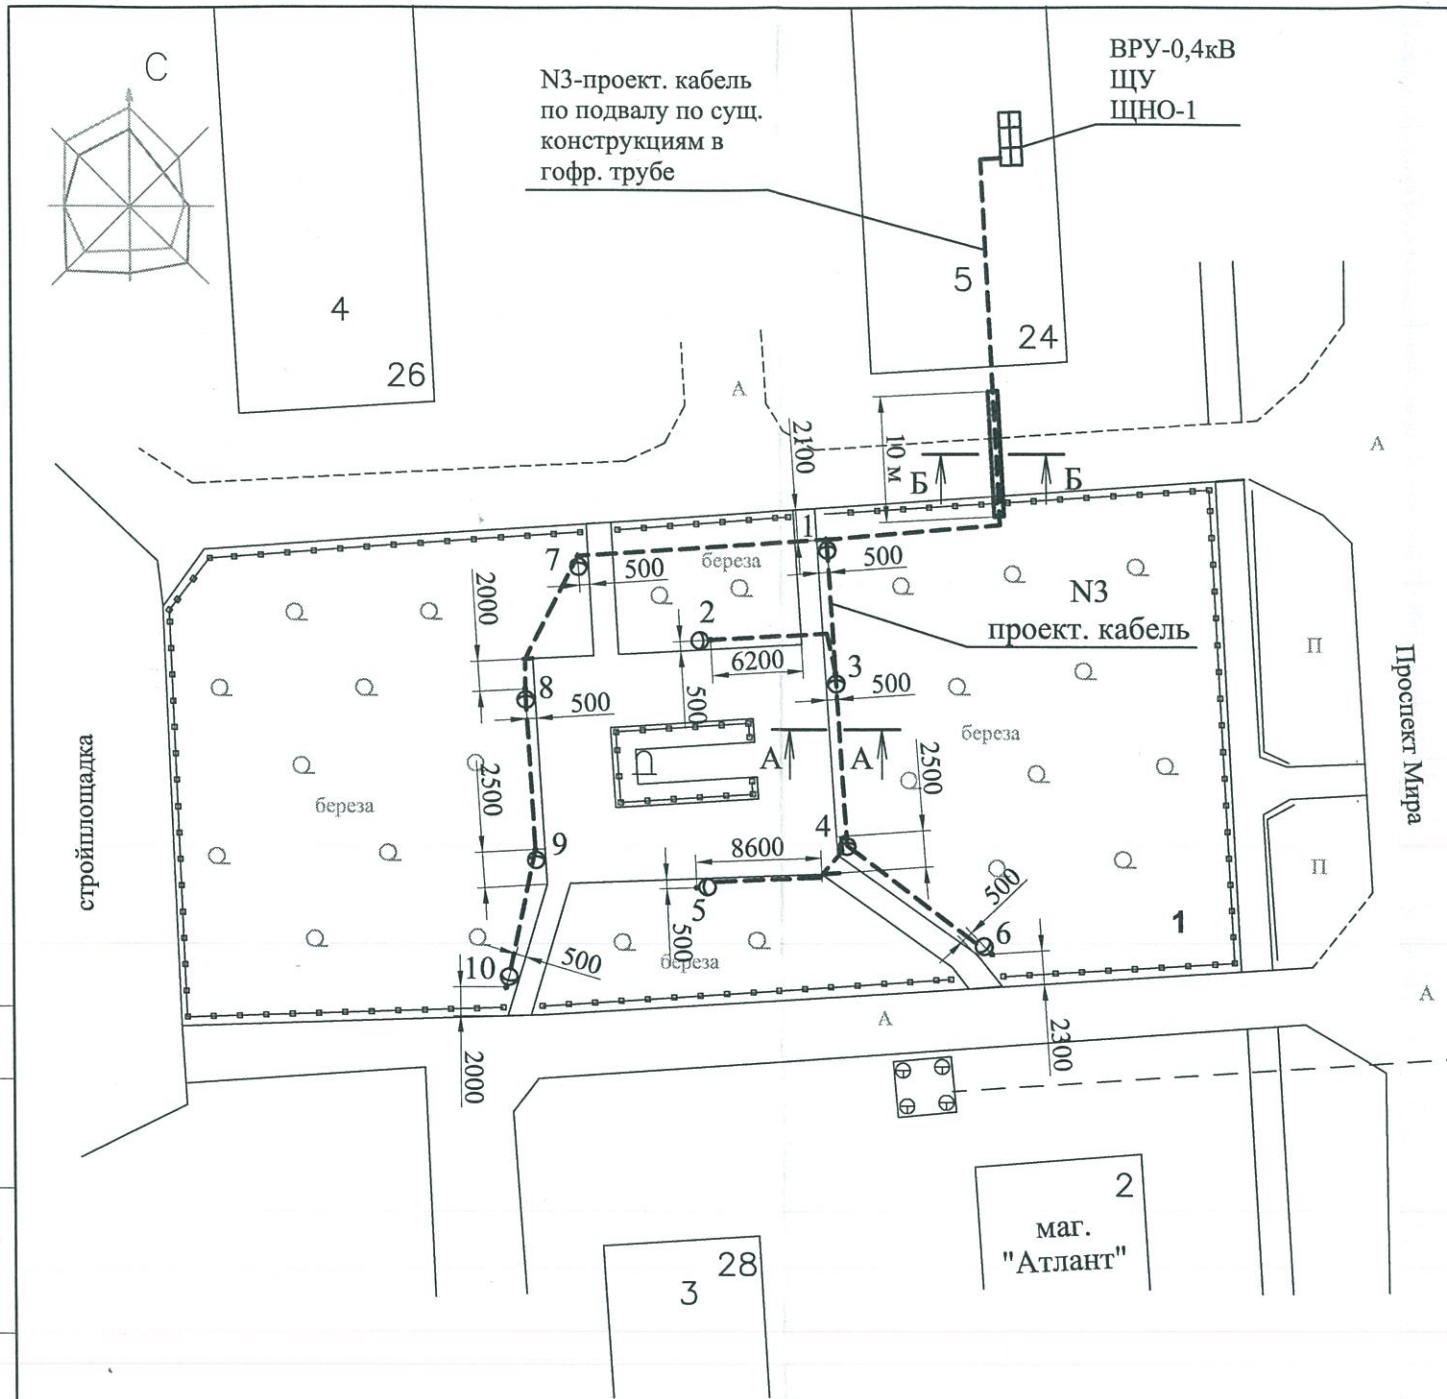 С
N3-проект. кабель
по подвалу по сущ.
конструкциям в
гофр. трубе
ВРУ-0,4кВ
ЩУ
ЩНО-1
4
26
5
24
А
2100
10 м
Б
Б
А
1
7
500
береза
500
2000
2
N3
проект. кабель
6200
3
500
500
8
500
П
Проспект Мира
А
А
береза
2500
2500
стройплощадка
береза
П
4
9
8600
500
П
5
500
6
1
10
500
береза
А
А
2000
2300
2
маг.
"Атлант"
28
3